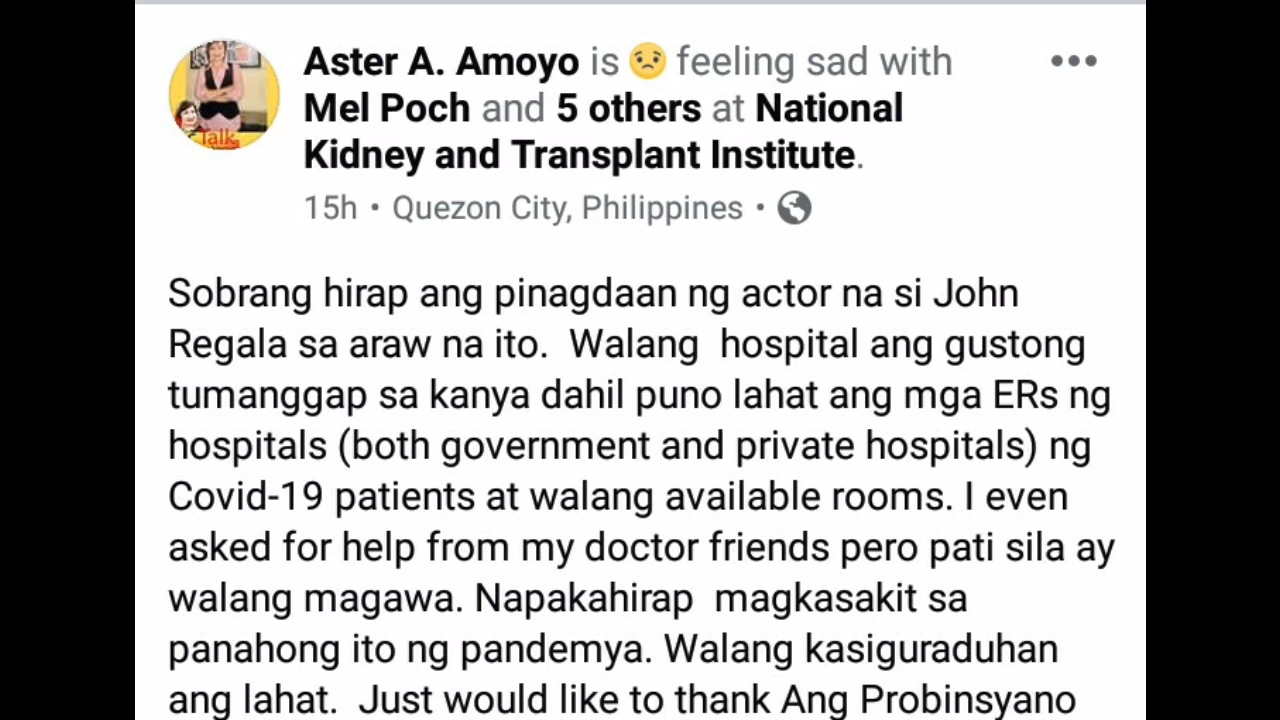 Aster A. Amoyo is 😟 feeling sad with
Mel Poch and 5 others at National
Kidney and Transplant Institute.
15h • Quezon City, Philippines •
Sobrang hirap ang pinagdaan ng actor na si John
Regala sa araw na ito.  Walang  hospital ang gustong
tumanggap sa kanya dahil puno lahat ang mga ERs ng
hospitals (both government and private hospitals) ng
Covid-19 patients at walang available rooms. I even
asked for help from my doctor friends pero pati sila ay
walang magawa. Napakahirap  magkasakit sa
panahong ito ng pandemya. Walang kasiguraduhan
ang lahat.  Just would like to thank Ang Probinsyano
Talk